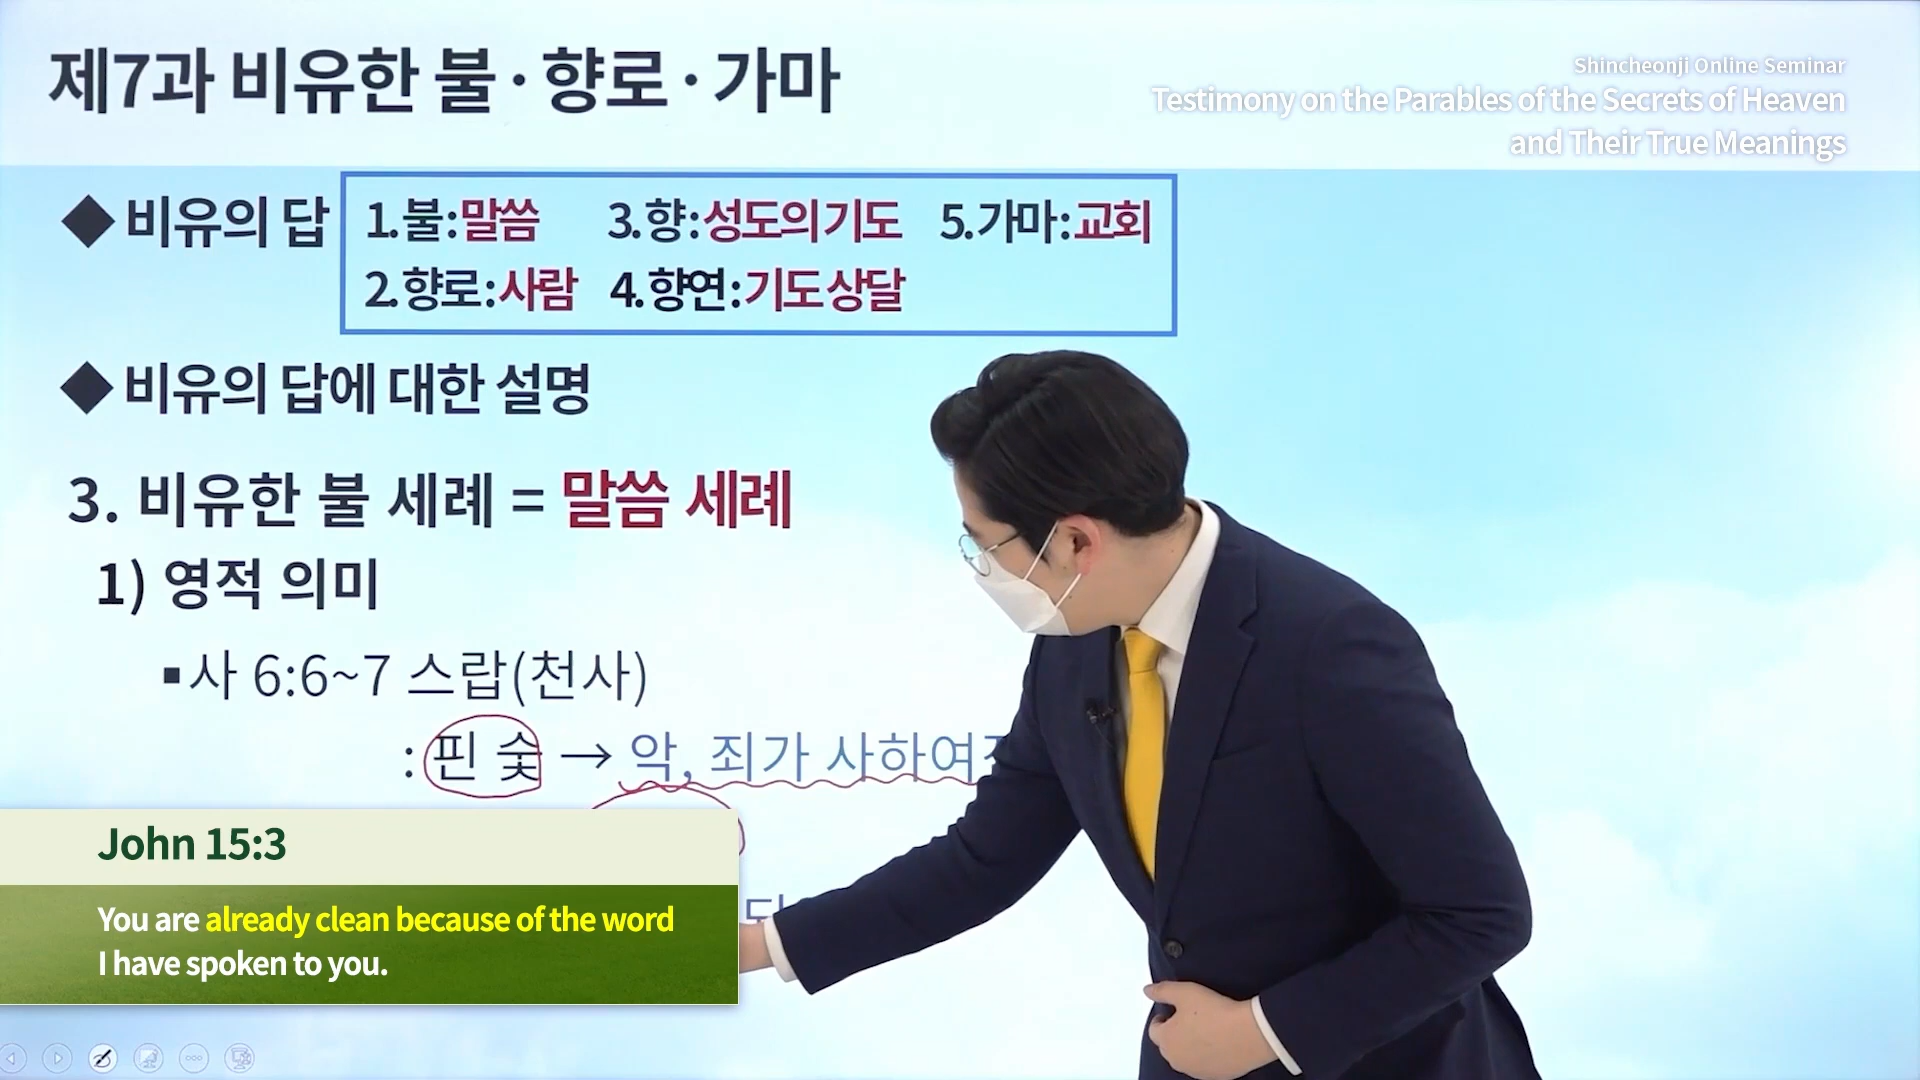 제7과 비유한 불·향로·가마
Shincheonji Online Seminar
Testimony on the Parables of the Secrets of Heaven
and Their True Meanings
◆ 비유의 답
1.불:말씀 3.향:성도의 기도 5.가마:교회
2.향로:사람 4.향연:기도 상달
◆ 비유의 답에 대한 설명
3. 비유한 불 세례 = 말씀 세례
1) 영적 의미
▪사 6:6~7 스랍(천사)
: 핀 숯 → 악, 죄가 사하여
John 15:3
You are already clean because of the word
I have spoken to you.